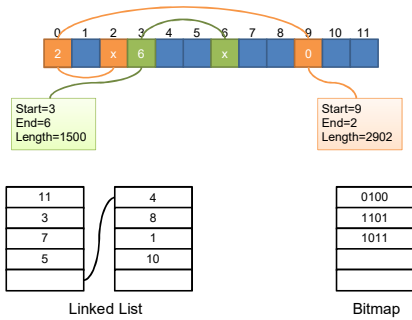 0 1 2 3 4 5 6 7 8 9 10 11
2 x 6 x 0
Start=3
End=6
Length=1500
Start=9
End=2
Length=2902
11
3
7
5
4
8
1
10
0100
1101
1011
Linked List
Bitmap